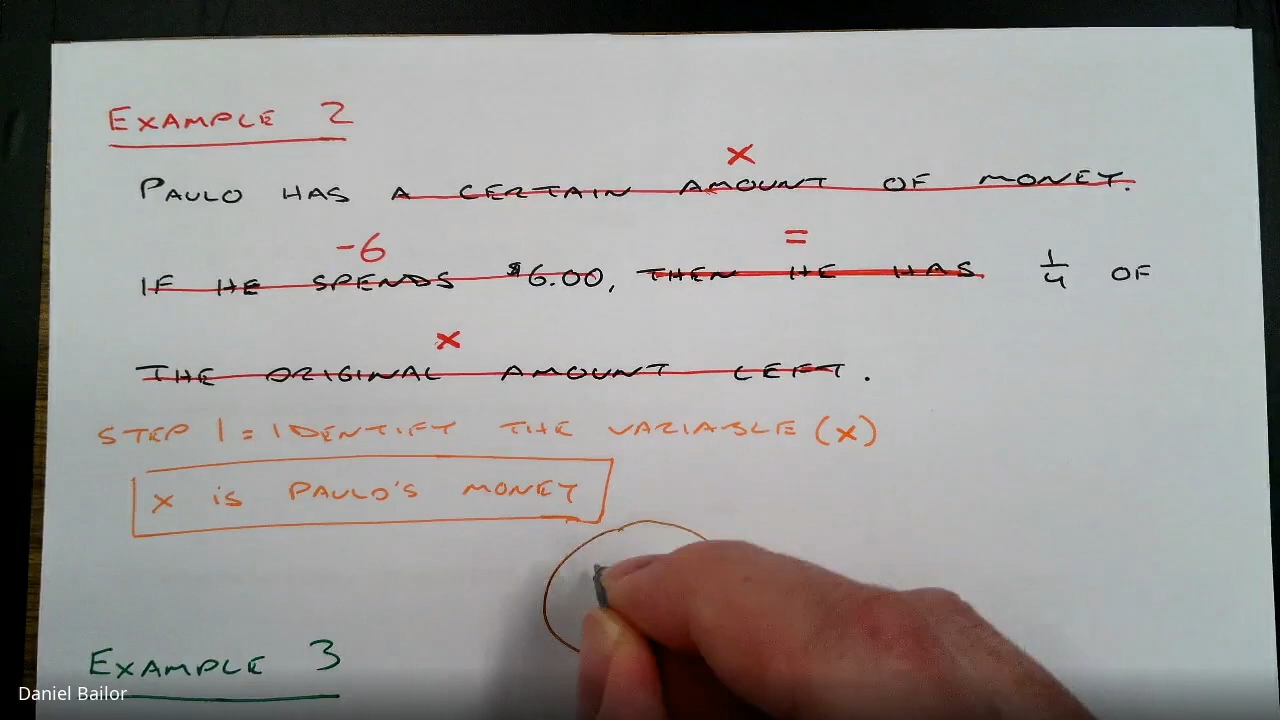 EXAMPLE 2
X
PAULO HAS A CERTAIN AMOUNT OF MONEY.
-6 =
IF HE SPENDS $6.00, THEN HE HAS 1/4 OF
X
THE ORIGINAL AMOUNT LEFT.
STEP 1 = IDENTIFY THE VARIABLE (X)
X IS PAULO'S MONEY
EXAMPLE 3
Daniel Bailor